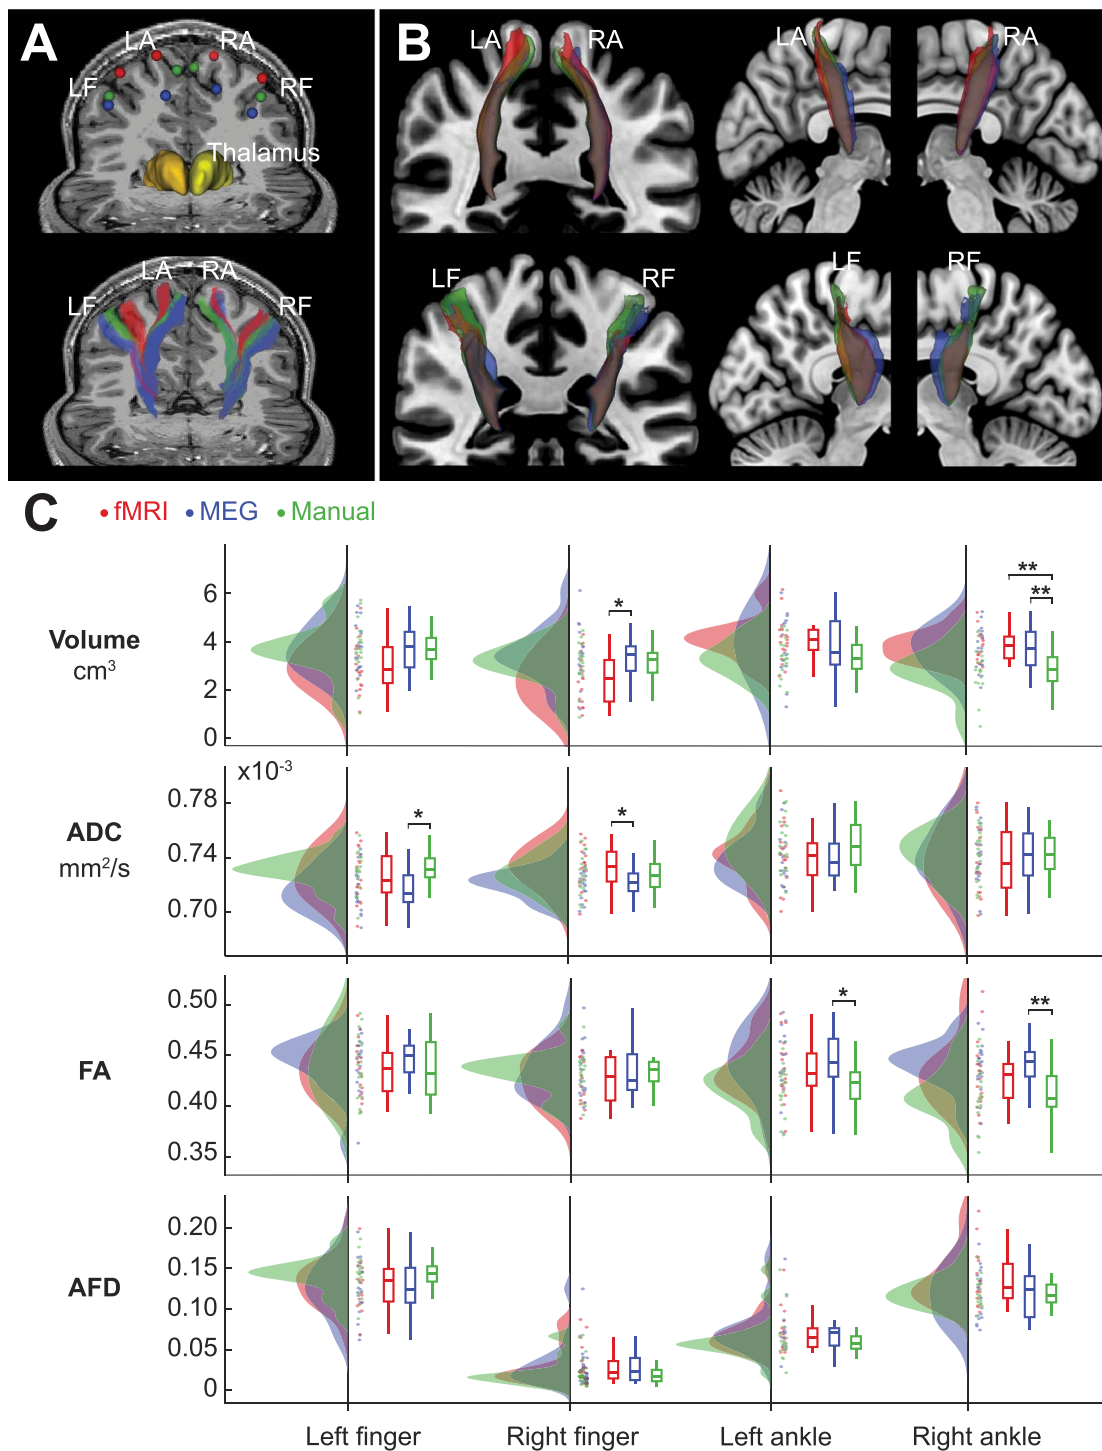 A
LA
RA
LF
RF
Thalamus
LA
RA
LF
RF
B
LA
RA
LA
RA
LF
RF
LF
RF
C
fMRI
MEG
Manual
Volume
cm³
6
4
2
0
*
**
**
x10⁻³
ADC
mm²/s
0.78
0.74
0.70
*
*
FA
0.50
0.45
0.40
0.35
*
**
AFD
0.20
0.15
0.10
0.05
0
Left finger
Right finger
Left ankle
Right ankle